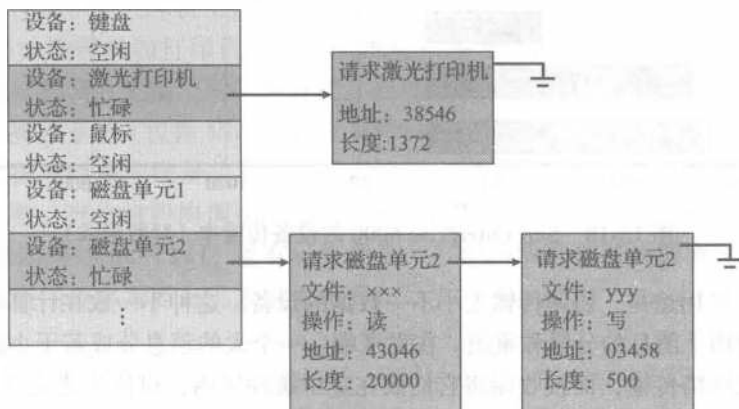 设备：键盘
状态：空闲
设备：激光打印机
状态：忙碌
设备：鼠标
状态：空闲
设备：磁盘单元1
状态：空闲
设备：磁盘单元2
状态：忙碌
⋮
请求激光打印机
地址：38546
长度:1372
请求磁盘单元2
文件：×××
操作：读
地址：43046
长度：20000
请求磁盘单元2
文件：yyy
操作：写
地址：03458
长度：500